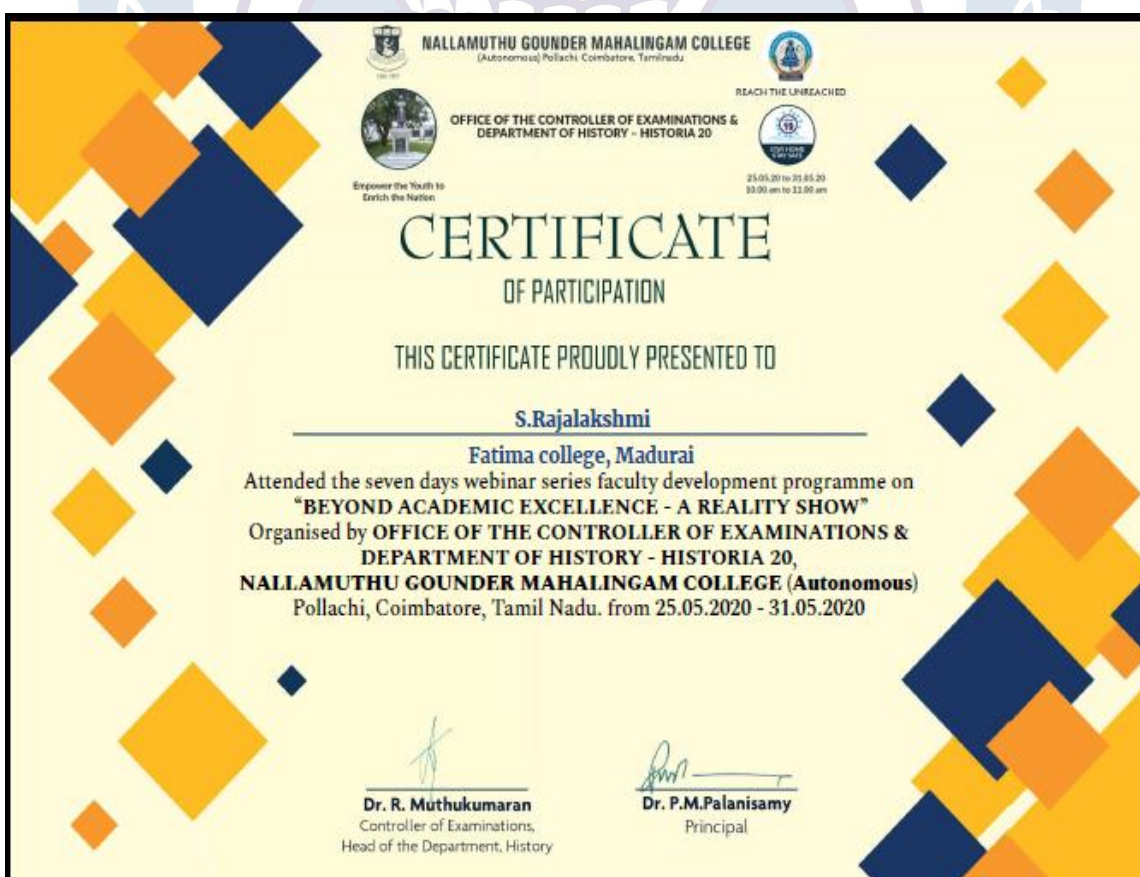 NALLAMUTHU GOUNDER MAHALINGAM COLLEGE
(Autonomous) Pollachi, Coimbatore, Tamilnadu
REACH THE UNREACHED
OFFICE OF THE CONTROLLER OF EXAMINATIONS &
DEPARTMENT OF HISTORY - HISTORIA 20
STAY HOME
STAY SAFE
Empower the Youth to
Enrich the Nation
25.05.20 to 31.05.20
10.00 am to 11.00 am
CERTIFICATE
OF PARTICIPATION
THIS CERTIFICATE PROUDLY PRESENTED TO
S.Rajalakshmi
Fatima college, Madurai
Attended the seven days webinar series faculty development programme on
"BEYOND ACADEMIC EXCELLENCE - A REALITY SHOW"
Organised by OFFICE OF THE CONTROLLER OF EXAMINATIONS &
DEPARTMENT OF HISTORY - HISTORIA 20,
NALLAMUTHU GOUNDER MAHALINGAM COLLEGE (Autonomous)
Pollachi, Coimbatore, Tamil Nadu. from 25.05.2020 - 31.05.2020
Dr. R. Muthukumaran
Controller of Examinations,
Head of the Department, History
Dr. P.M.Palanisamy
Principal